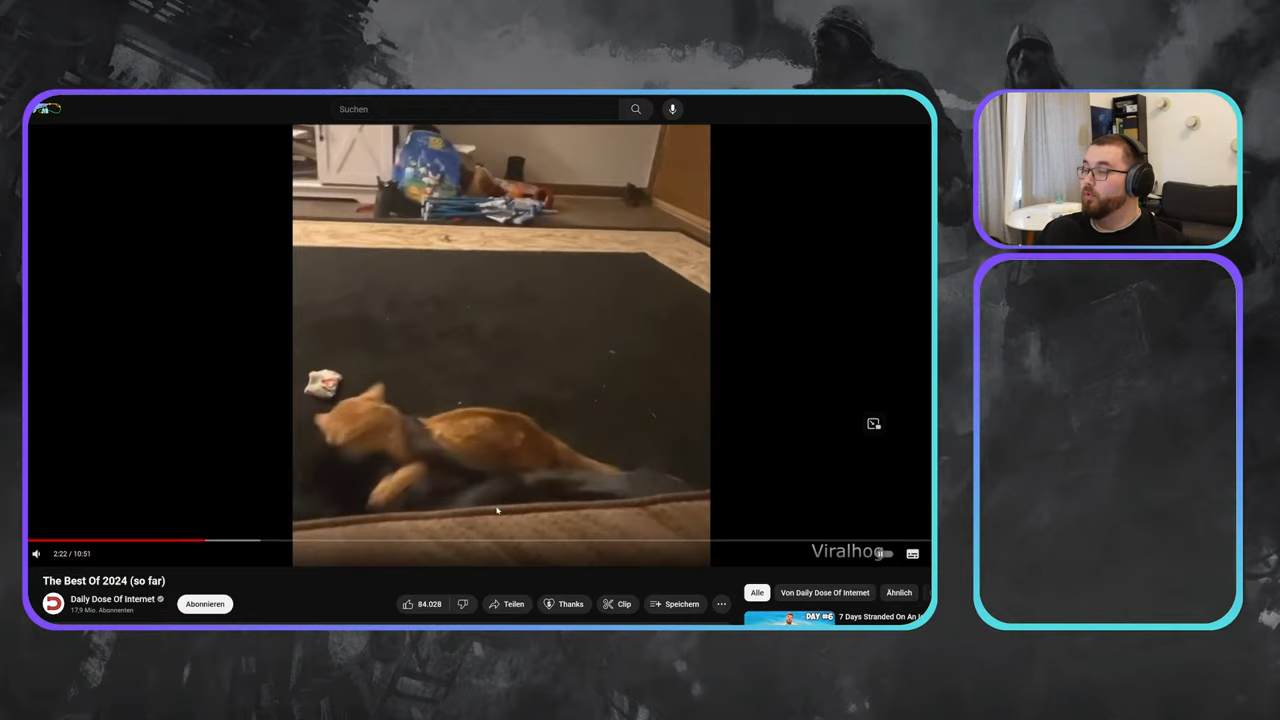 Suchen
Viralhog
2:22 / 10:51
The Best Of 2024 (so far)
Daily Dose Of Internet
17,9 Mio. Abonnenten
Abonnieren
84.028
Teilen
Thanks
Clip
Speichern
Alle
Von Daily Dose Of Internet
Ähnlich
DAY #6
7 Days Stranded On An